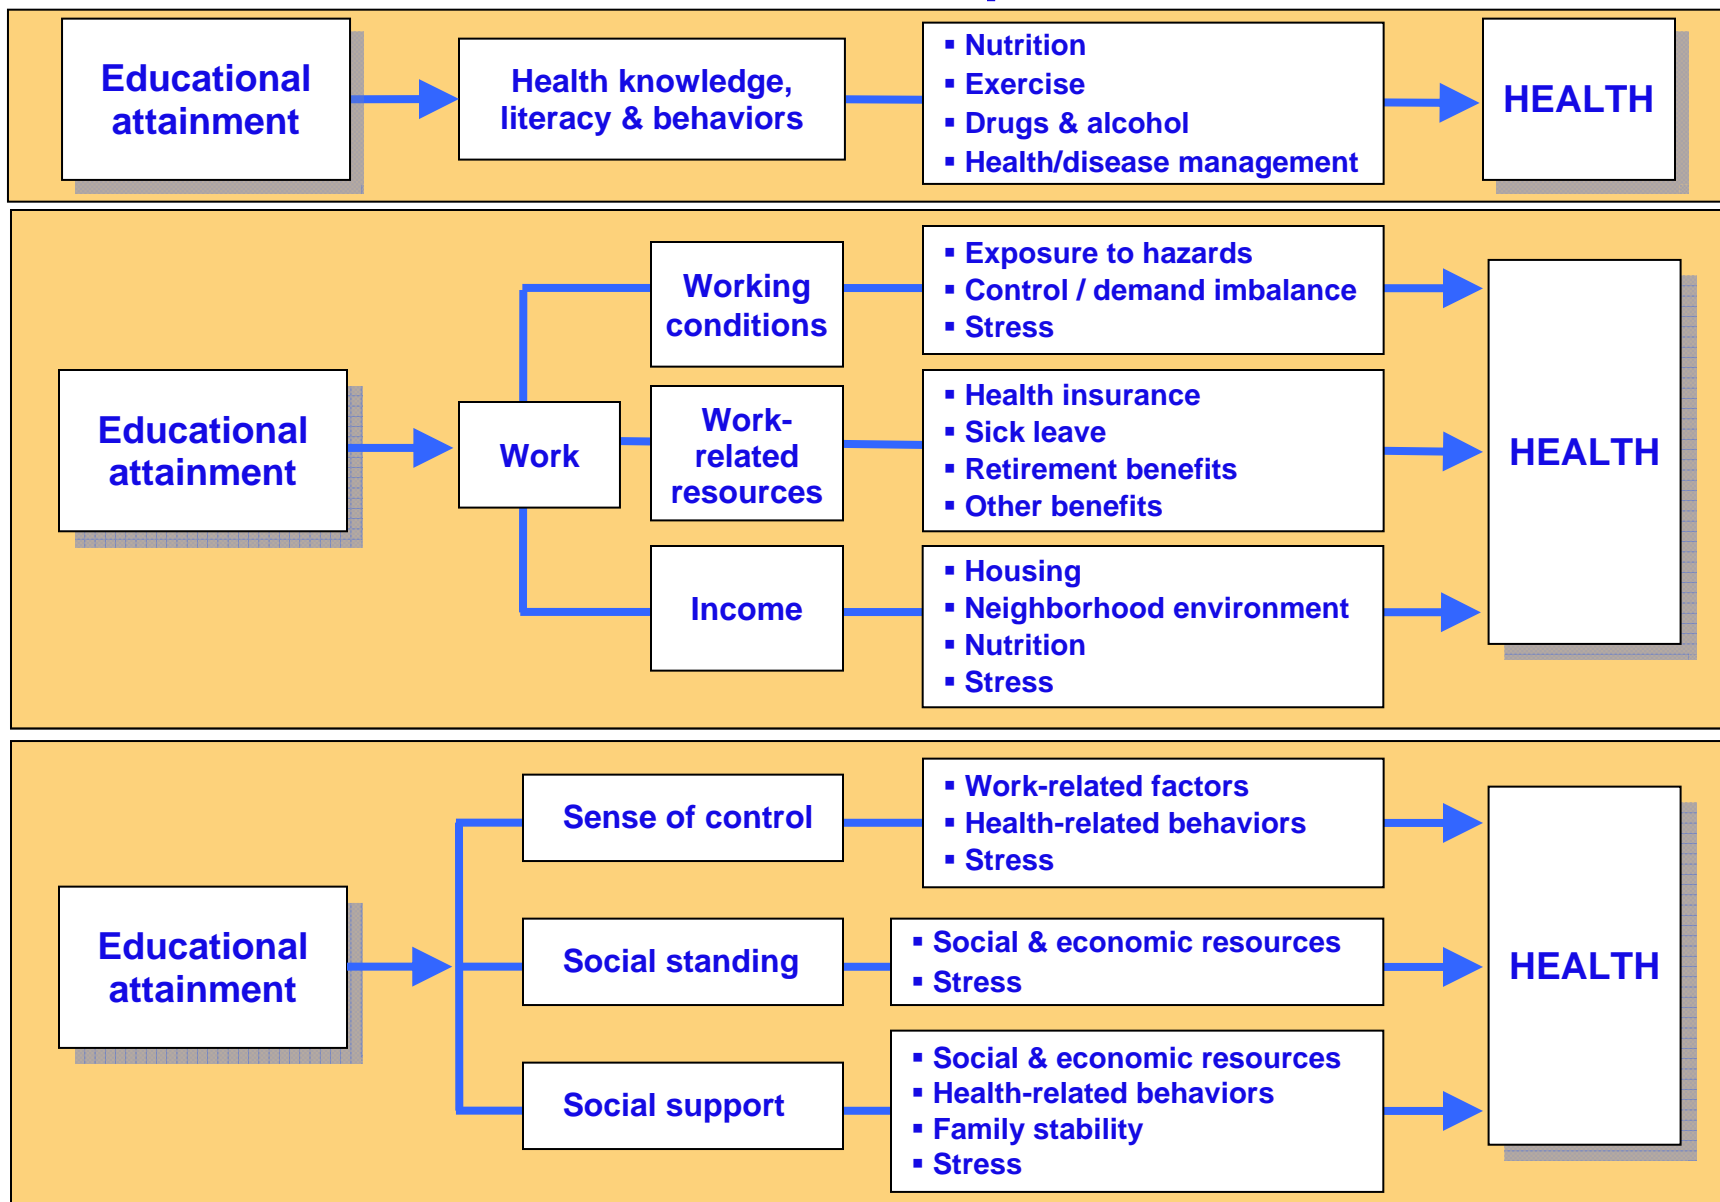 Educational
attainment
Health knowledge,
literacy & behaviors
▪ Nutrition
▪ Exercise
▪ Drugs & alcohol
▪ Health/disease management
HEALTH
Educational
attainment
Work
Working
conditions
▪ Exposure to hazards
▪ Control / demand imbalance
▪ Stress
Work-
related
resources
▪ Health insurance
▪ Sick leave
▪ Retirement benefits
▪ Other benefits
Income
▪ Housing
▪ Neighborhood environment
▪ Nutrition
▪ Stress
HEALTH
Educational
attainment
Sense of control
▪ Work-related factors
▪ Health-related behaviors
▪ Stress
Social standing
▪ Social & economic resources
▪ Stress
Social support
▪ Social & economic resources
▪ Health-related behaviors
▪ Family stability
▪ Stress
HEALTH